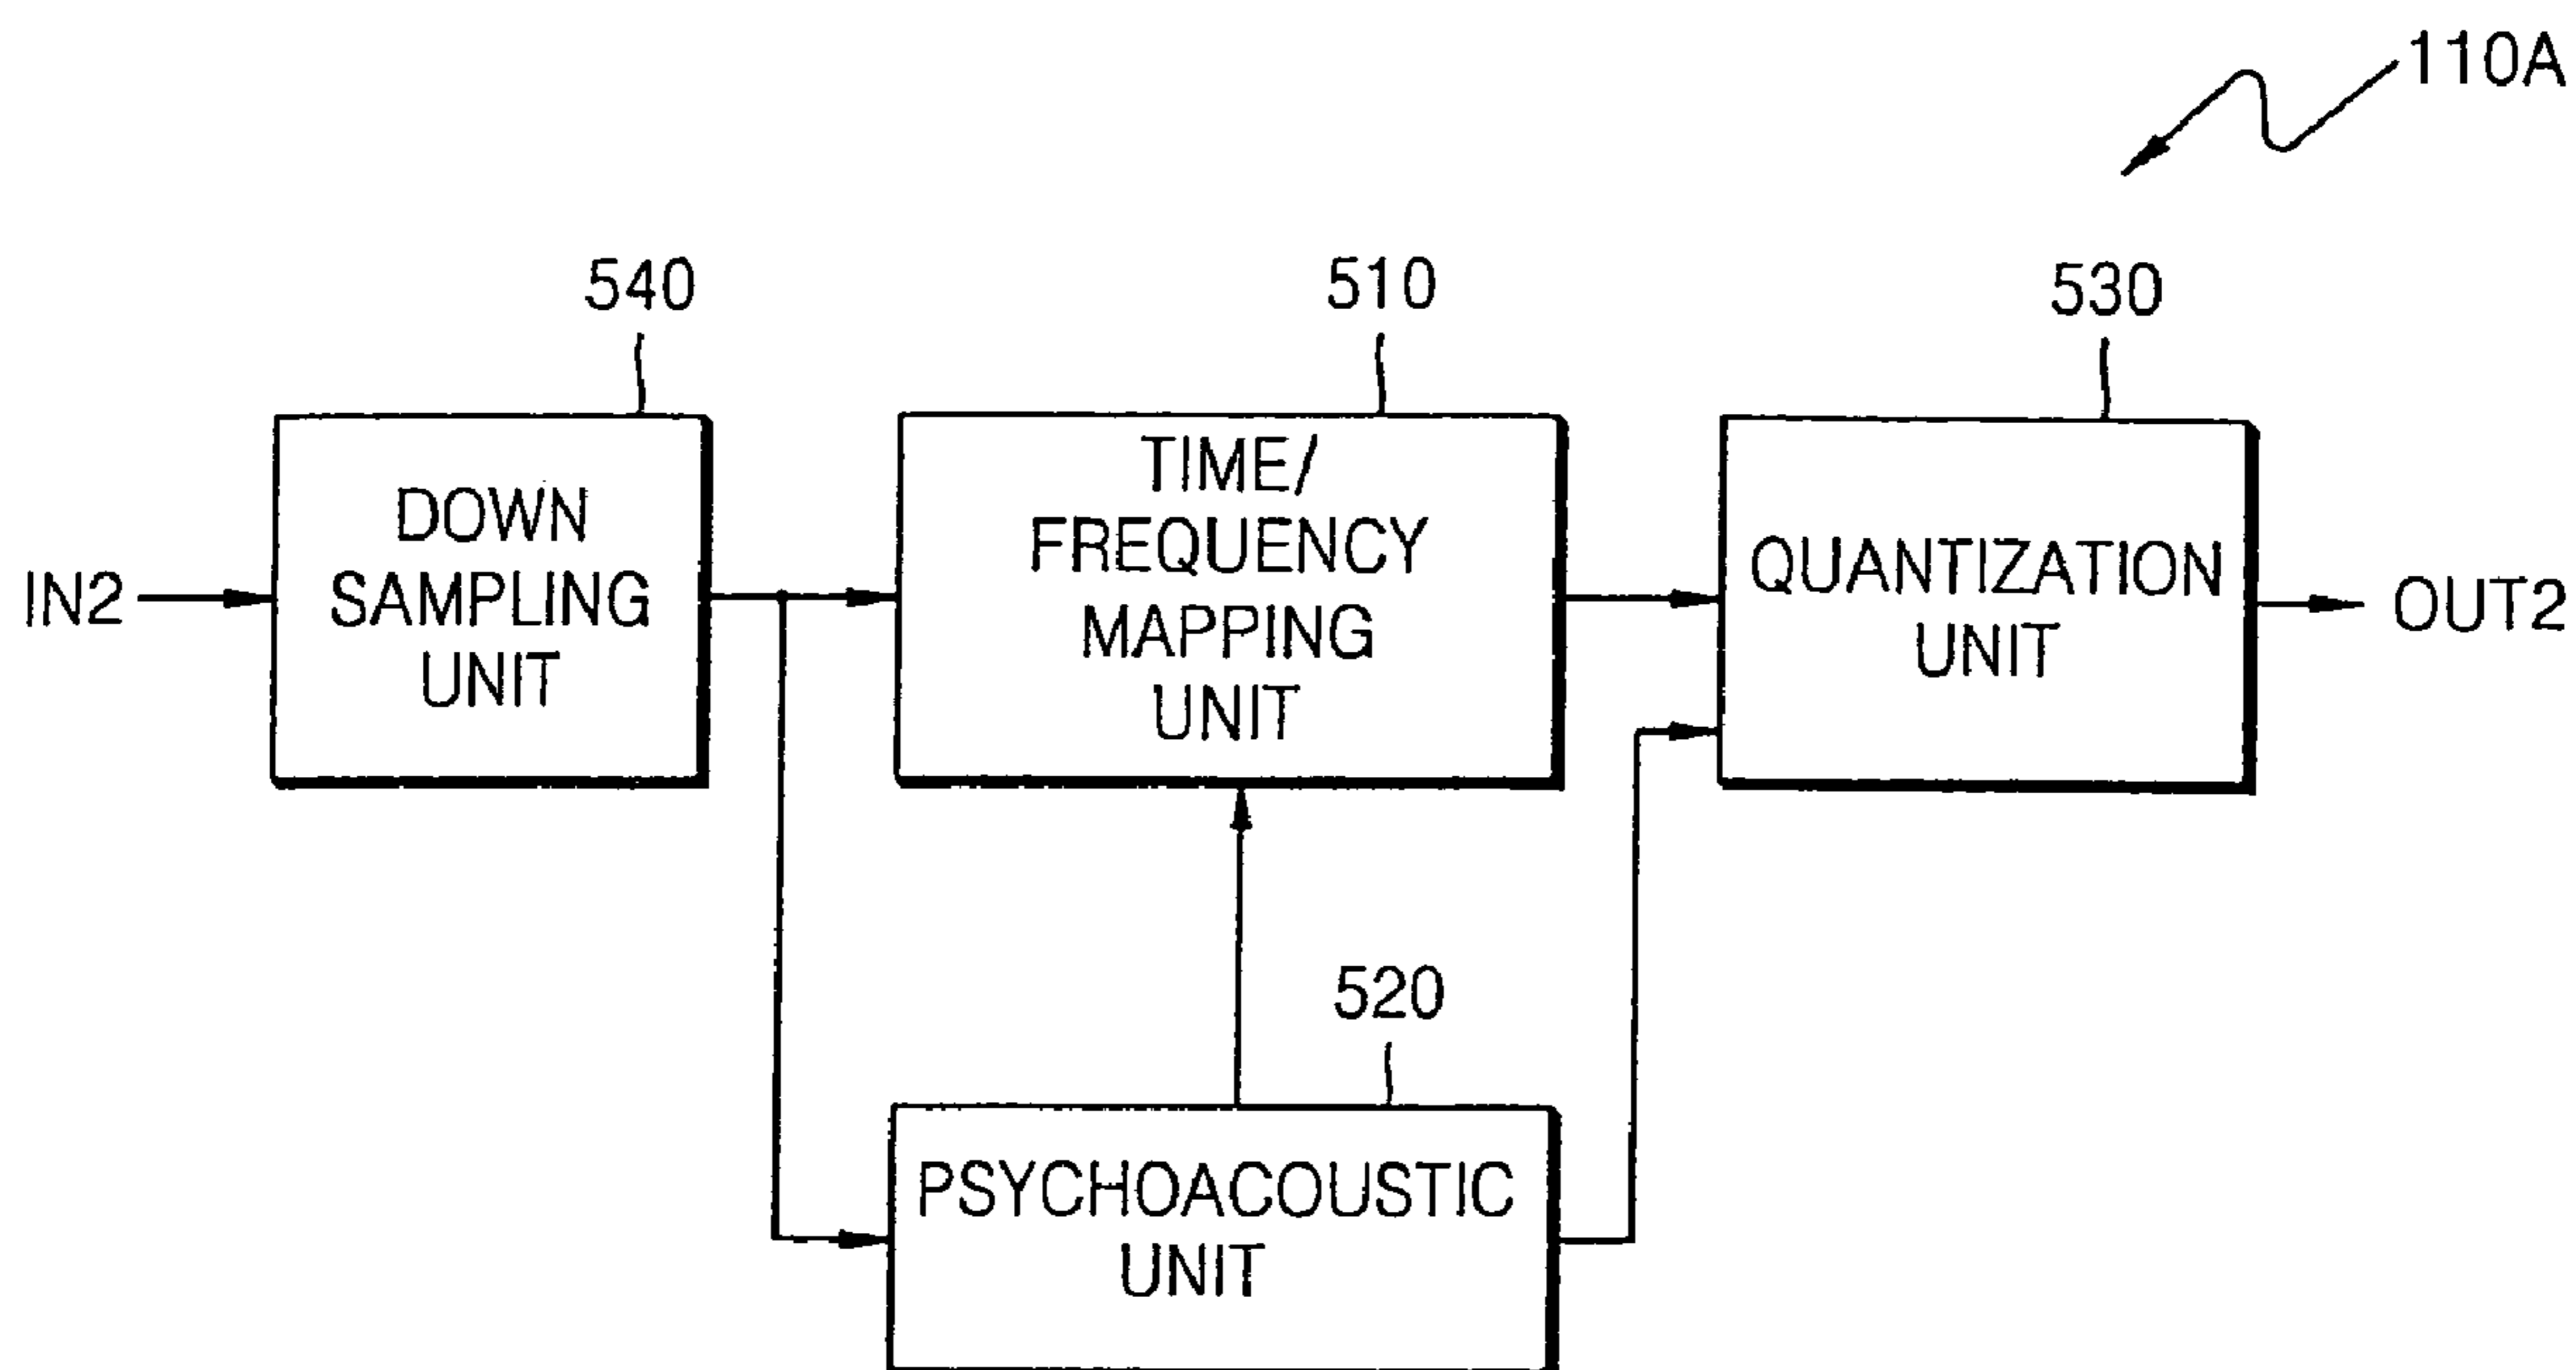 110A
540
510
530
IN2
DOWN
SAMPLING
UNIT
TIME/
FREQUENCY
MAPPING
UNIT
QUANTIZATION
UNIT
OUT2
520
PSYCHOACOUSTIC
UNIT